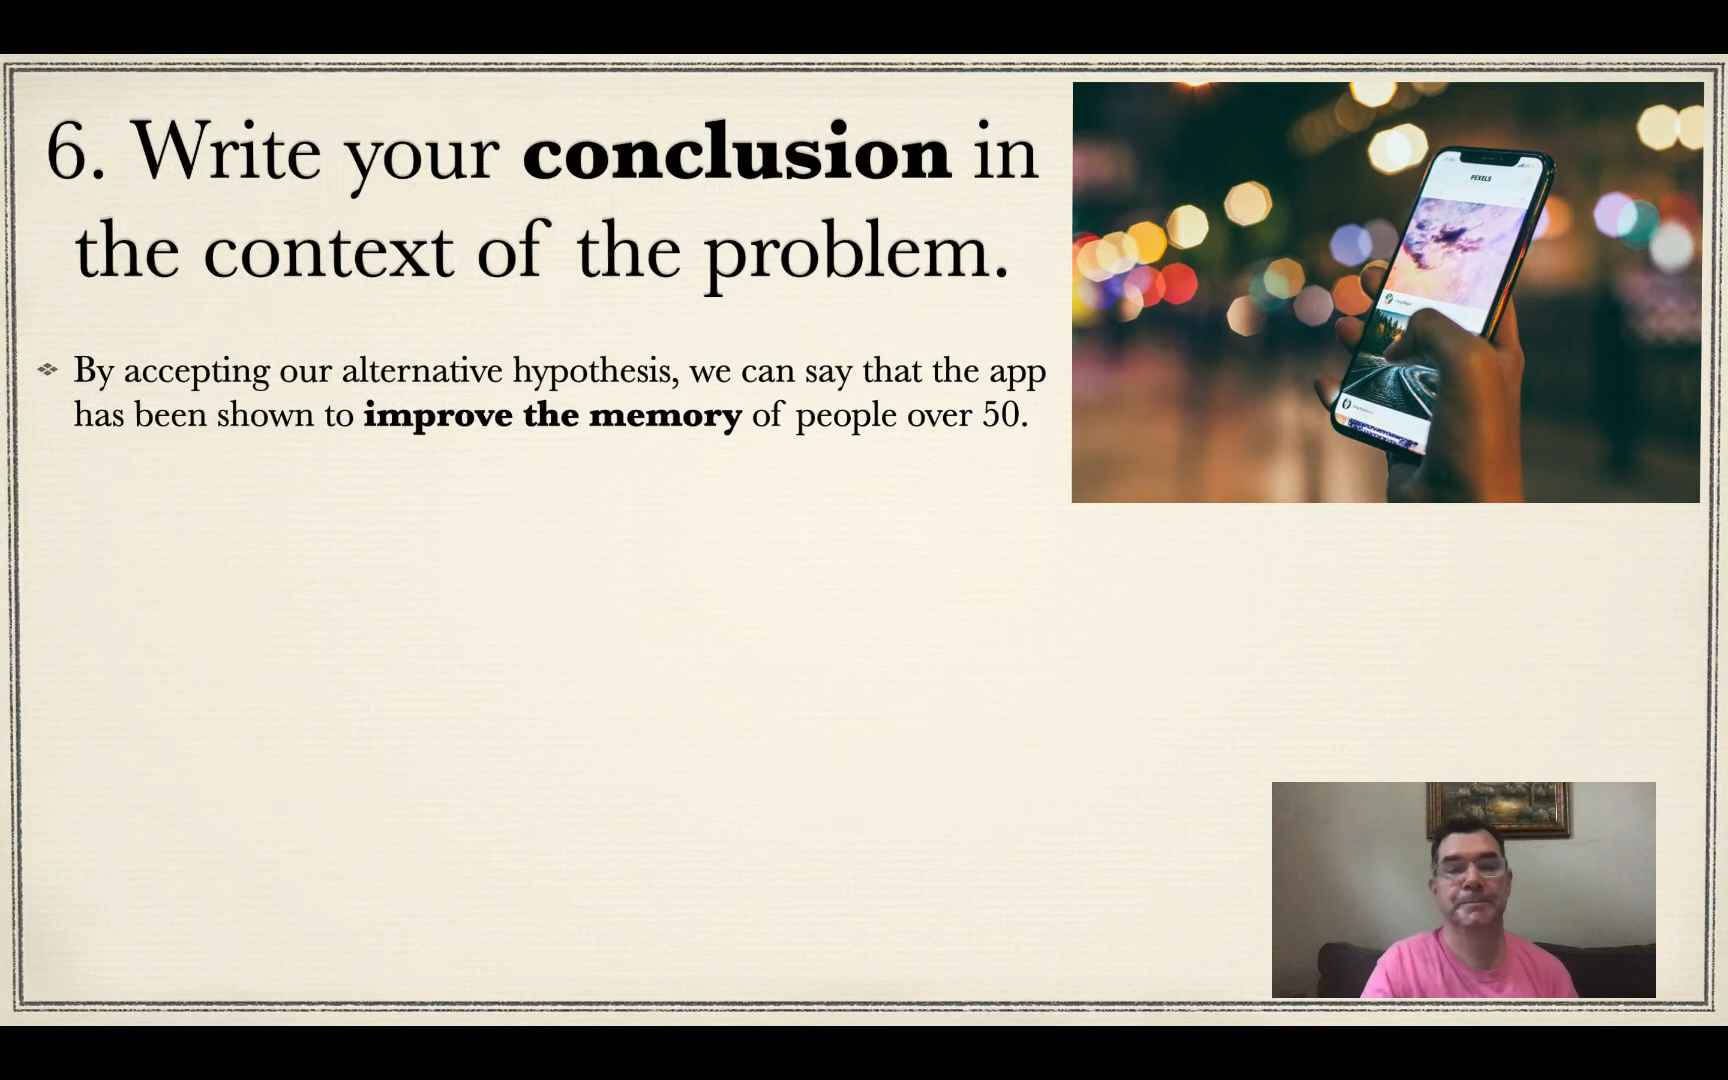 6. Write your conclusion in
the context of the problem.
By accepting our alternative hypothesis, we can say that the app
has been shown to improve the memory of people over 50.
PEXELS